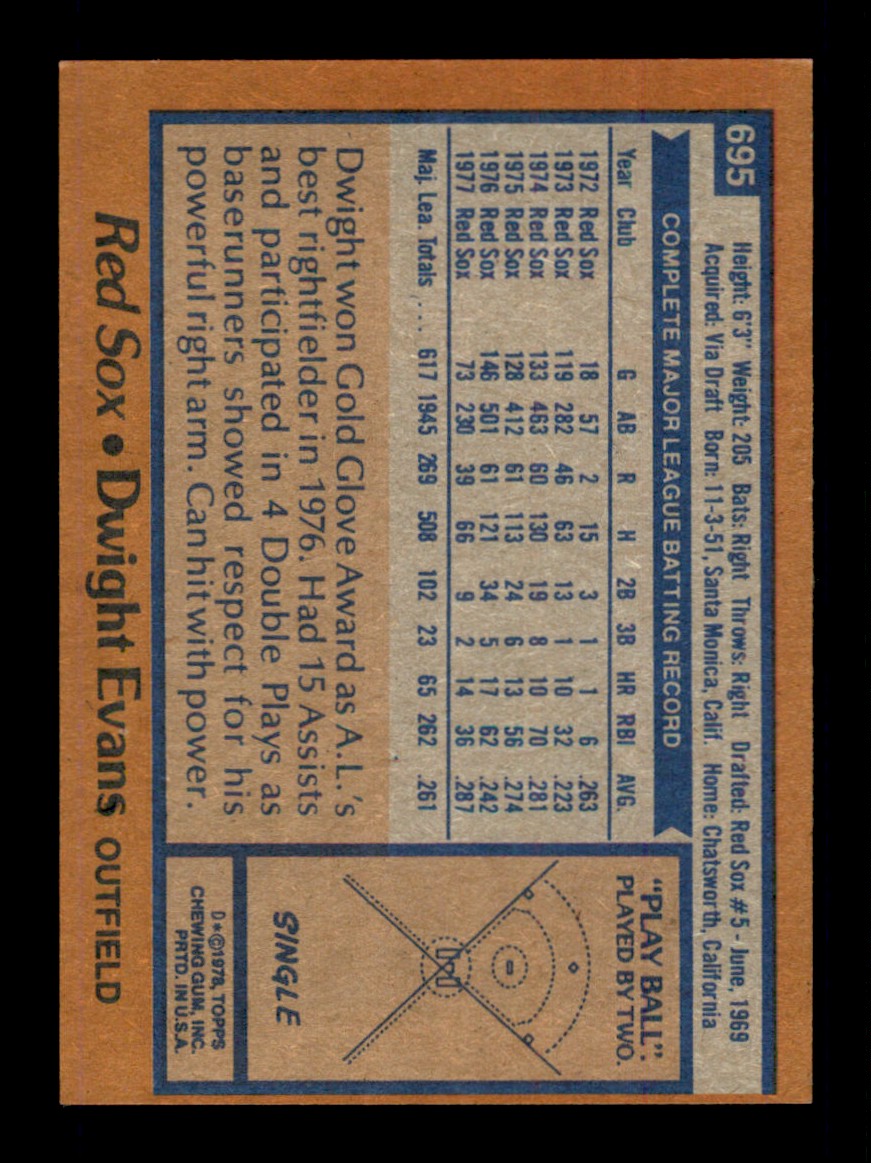 695
Height: 6'3" Weight: 205 Bats: Right Throws: Right Drafted: Red Sox #5 - June, 1969
Acquired: Via Draft Born: 11-3-51, Santa Monica, Calif. Home: Chatsworth, California
COMPLETE MAJOR LEAGUE BATTING RECORD
Year Club G AB R H 2B 3B HR RBI AVG.
1972 Red Sox 18 57 2 15 3 1 1 6 .263
1973 Red Sox 119 282 46 63 13 1 10 32 .223
1974 Red Sox 133 463 60 130 19 8 10 70 .281
1975 Red Sox 128 412 61 113 24 6 13 56 .274
1976 Red Sox 146 501 61 121 34 5 17 62 .242
1977 Red Sox 73 230 39 66 9 2 14 36 .287
Maj. Lea. Totals .... 617 1945 269 508 102 23 65 262 .261
Dwight won Gold Glove Award as A.L.'s
best rightfielder in 1976. Had 15 Assists
and participated in 4 Double Plays as
baserunners showed respect for his
powerful right arm. Can hit with power.
"PLAY BALL".
PLAYED BY TWO.
SINGLE
D*©1978, TOPPS
CHEWING GUM, INC.
PRTD. IN U.S.A.
Red Sox • Dwight Evans OUTFIELD